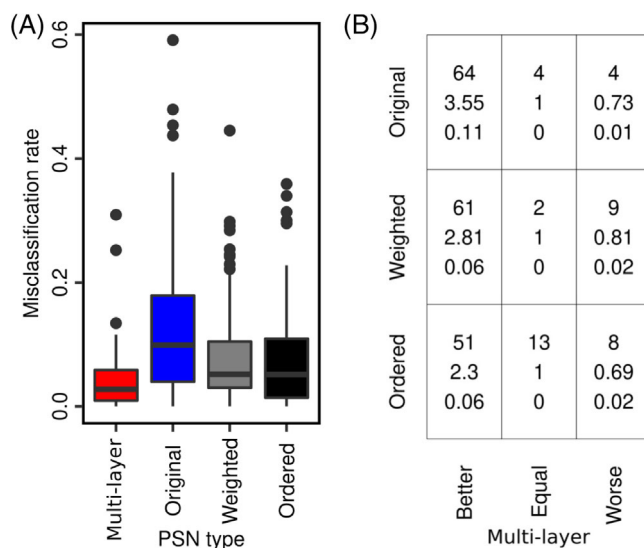 (A)
Misclassification rate
0.6
0.4
0.2
0.0
Multi-layer
Original
Weighted
Ordered
PSN type
(B)
Original
64 4 4
3.55 1 0.73
0.11 0 0.01
Weighted
61 2 9
2.81 1 0.81
0.06 0 0.02
Ordered
51 13 8
2.3 1 0.69
0.06 0 0.02
Better
Equal
Worse
Multi-layer